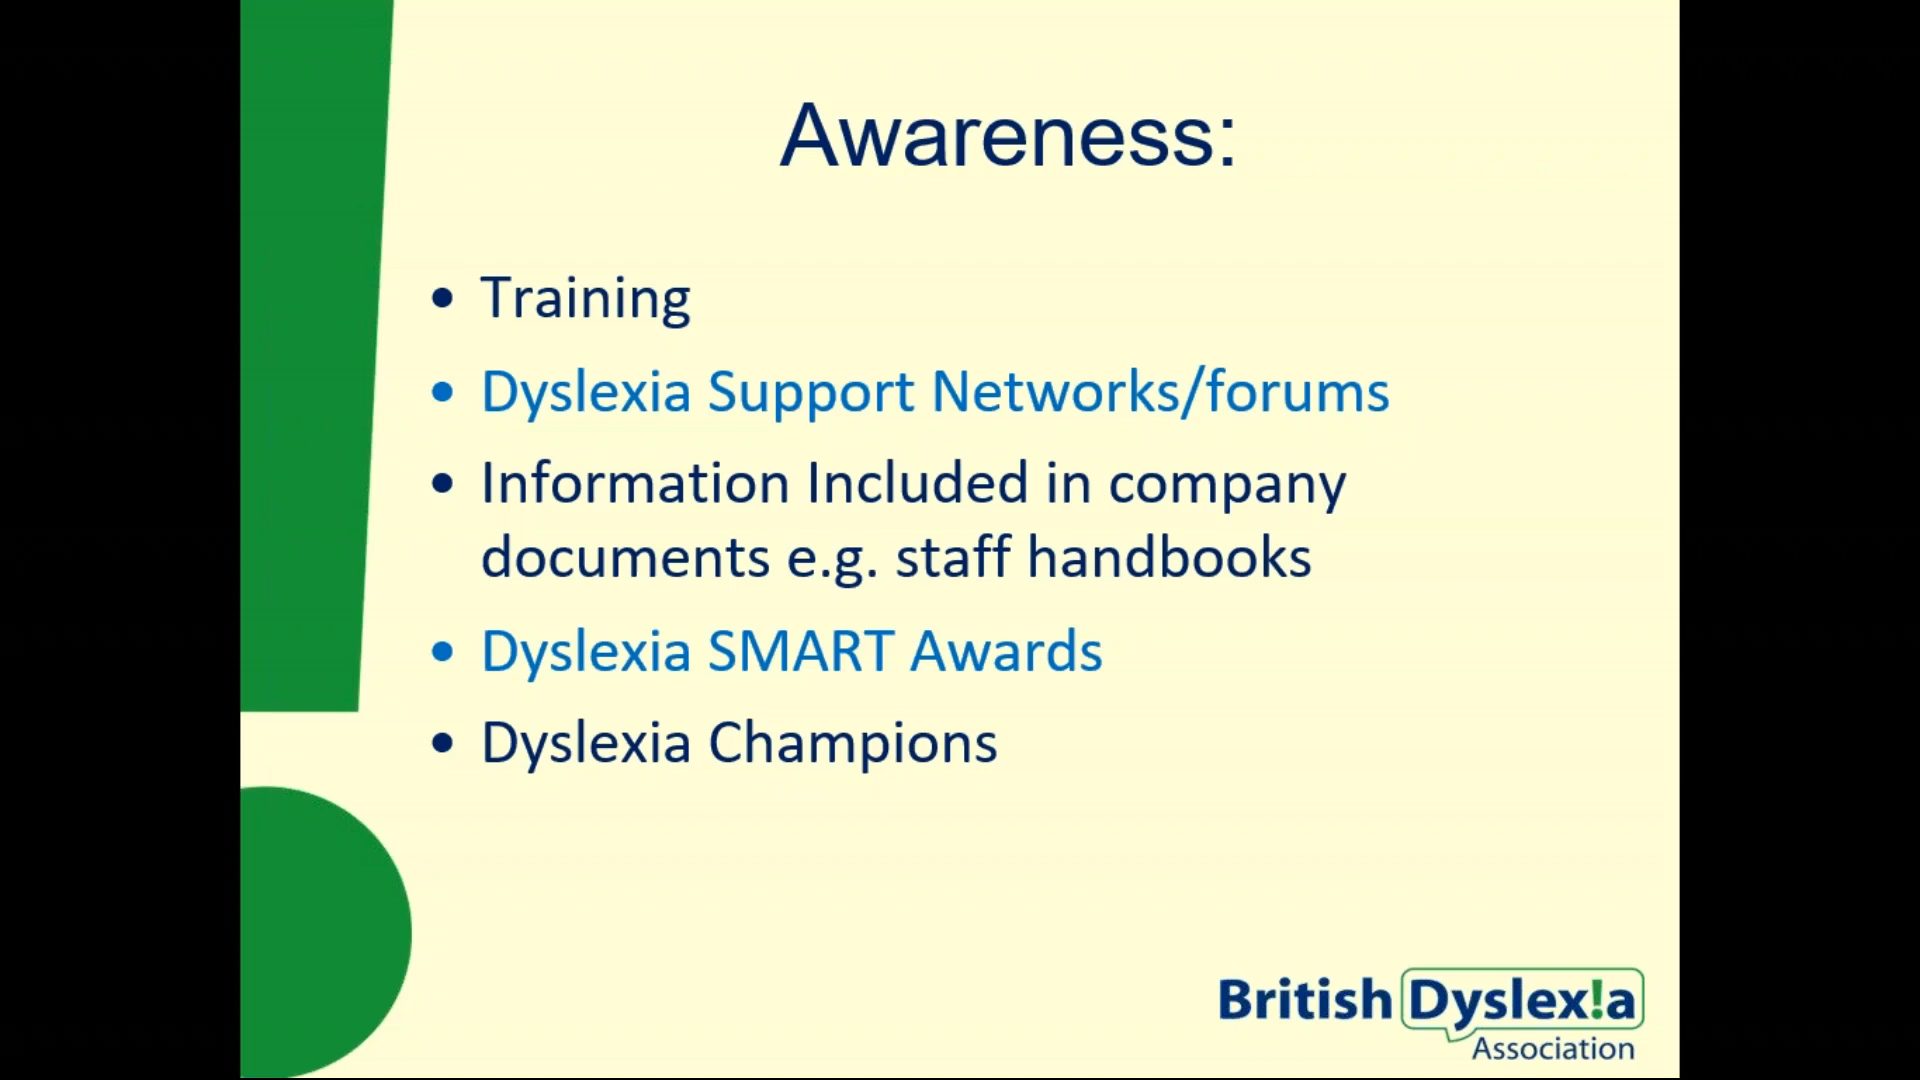 Awareness:
• Training
• Dyslexia Support Networks/forums
• Information Included in company
documents e.g. staff handbooks
• Dyslexia SMART Awards
• Dyslexia Champions
British Dyslex!a
Association